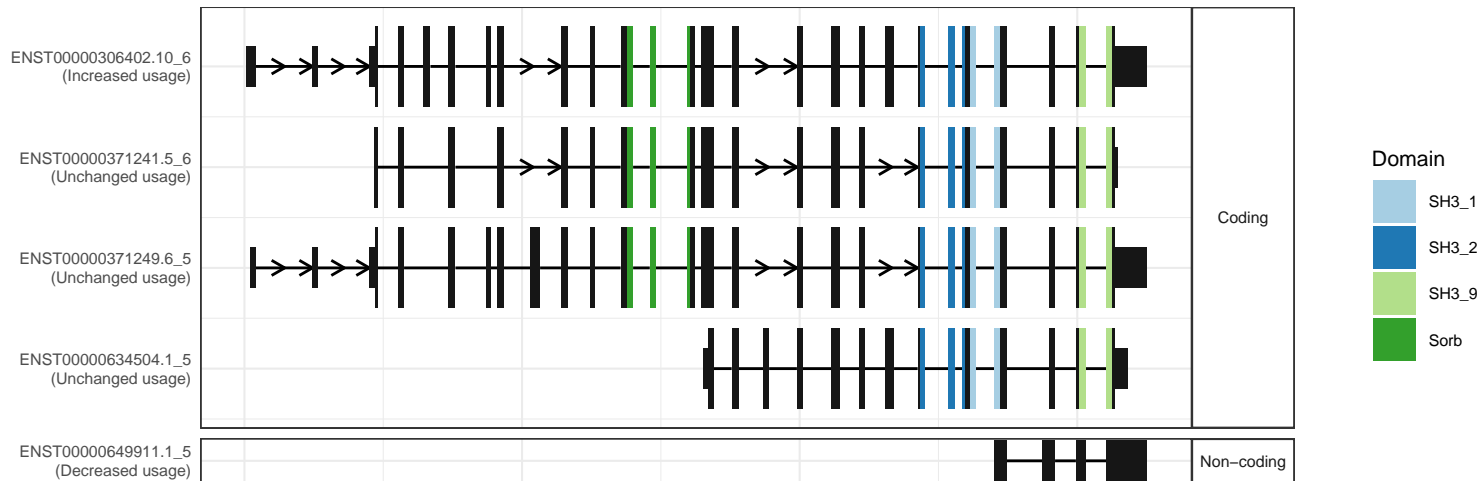 ENST00000306402.10_6
(Increased usage)
ENST00000371241.5_6
(Unchanged usage)
ENST00000371249.6_5
(Unchanged usage)
ENST00000634504.1_5
(Unchanged usage)
Coding
ENST00000649911.1_5
(Decreased usage)
Non−coding
Domain
SH3_1
SH3_2
SH3_9
Sorb